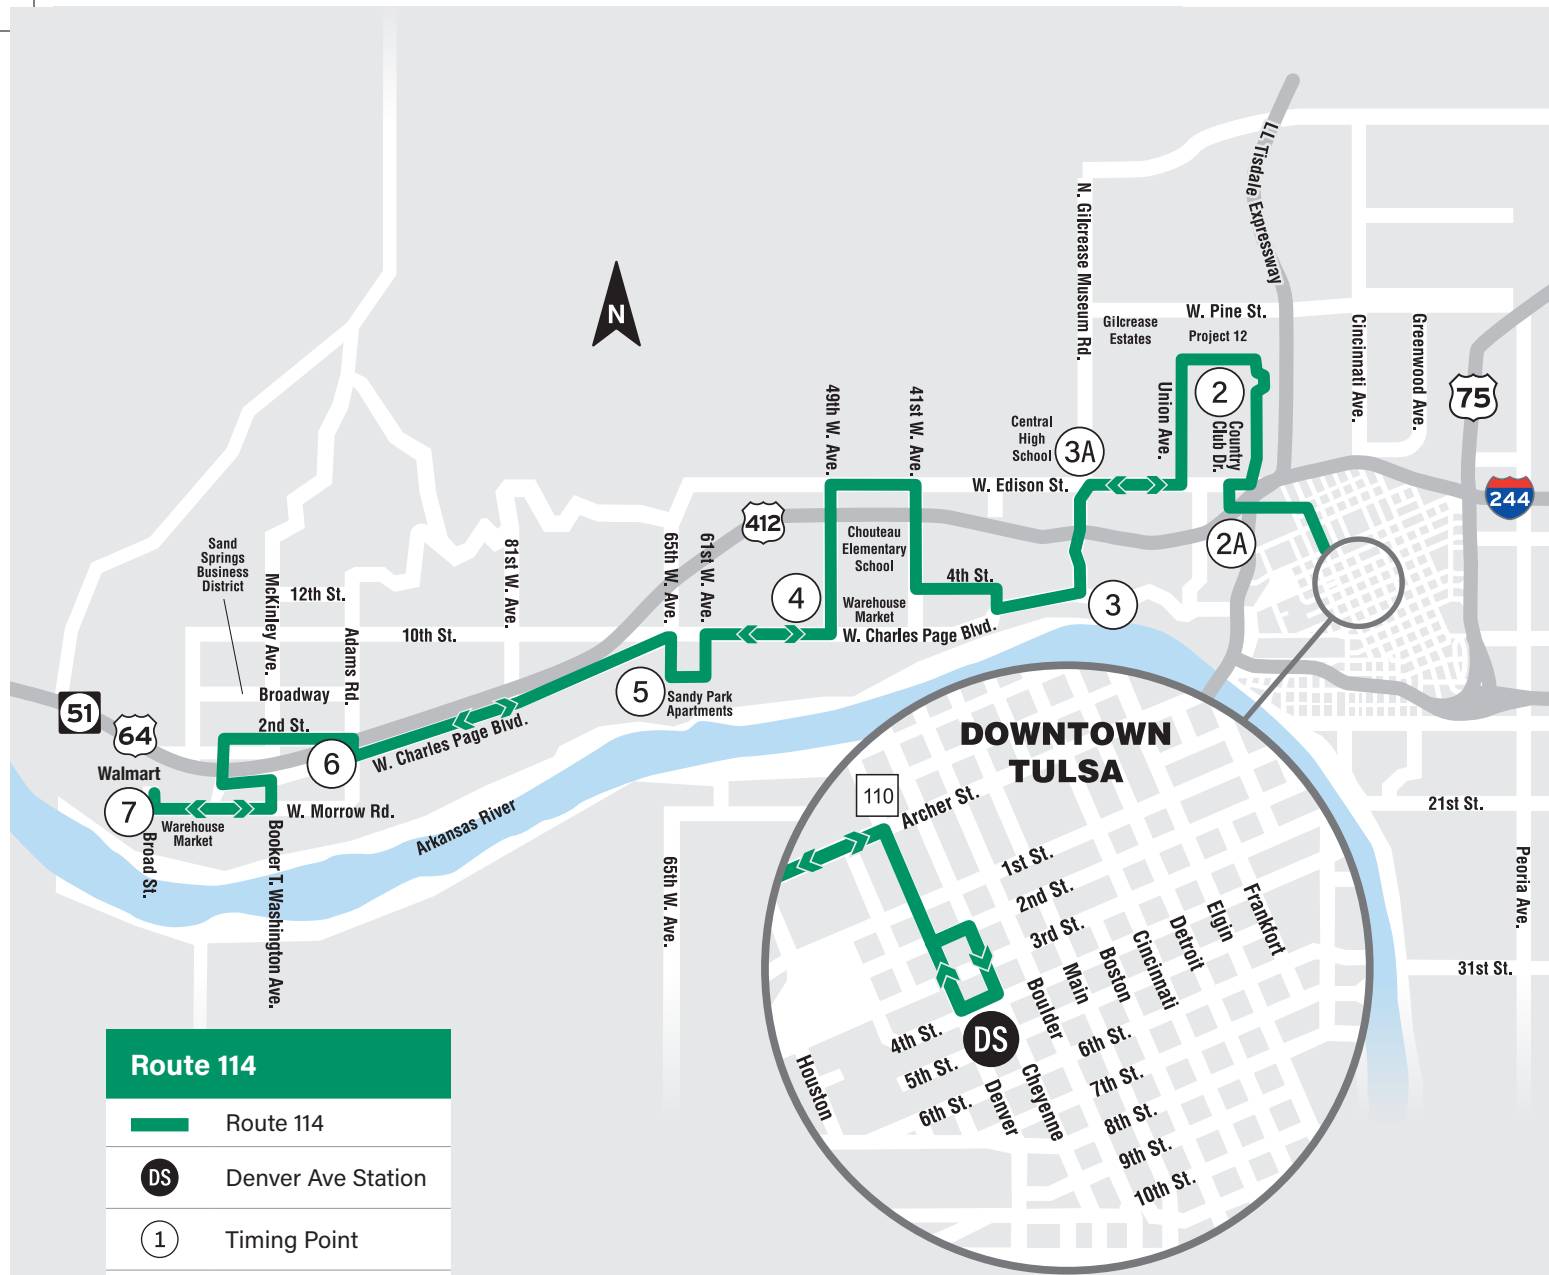 LL Tisdale Expressway
N. Gilcrease Museum Rd.
N
W. Pine St.
Gilcrease
Estates
Project 12
Cincinnati Ave.
Greenwood Ave.
75
2
Union Ave.
Country
Club Dr.
49th W. Ave.
41st W. Ave.
Central
High
School
3A
W. Edison St.
244
412
2A
Chouteau
Elementary
School
Sand
Springs
Business
District
81st W. Ave.
65th W. Ave.
61st W. Ave.
4th St.
McKinley Ave.
12th St.
4
Warehouse
Market
3
Adams Rd.
10th St.
W. Charles Page Blvd.
5
Sandy Park
Apartments
Broadway
51
64
2nd St.
6
W. Charles Page Blvd.
Walmart
7
Warehouse
Market
W. Morrow Rd.
Broad St.
Booker T. Washington Ave.
Arkansas River
65th W. Ave.
21st St.
Peoria Ave.
31st St.
DOWNTOWN
TULSA
110
Archer St.
1st St.
2nd St.
3rd St.
Frankfort
Elgin
Detroit
Cincinnati
Boston
Main
Boulder
4th St.
DS
5th St.
6th St.
Houston
Denver
Cheyenne
6th St.
7th St.
8th St.
9th St.
10th St.
Route 114
Route 114
DS Denver Ave Station
1 Timing Point